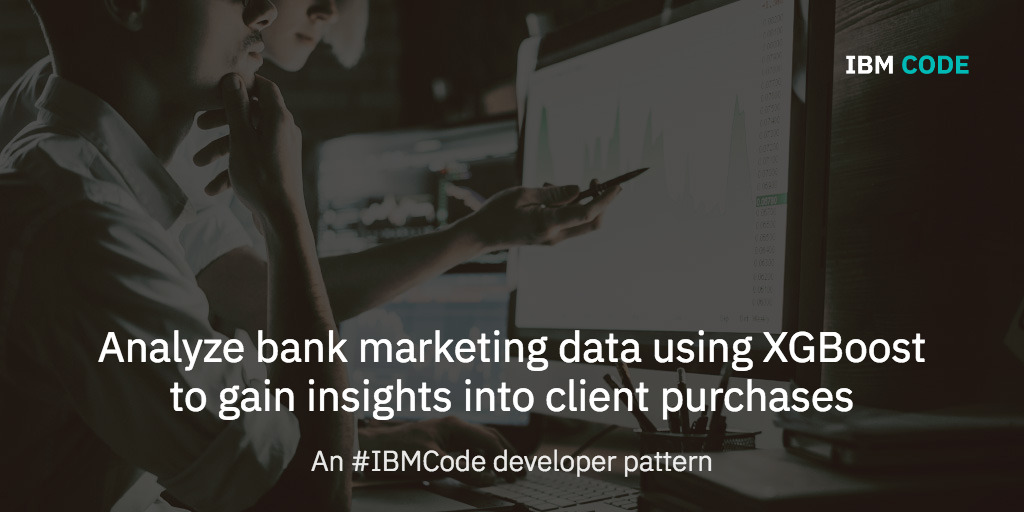 IBM CODE
Analyze bank marketing data using XGBoost
to gain insights into client purchases
An #IBMCode developer pattern